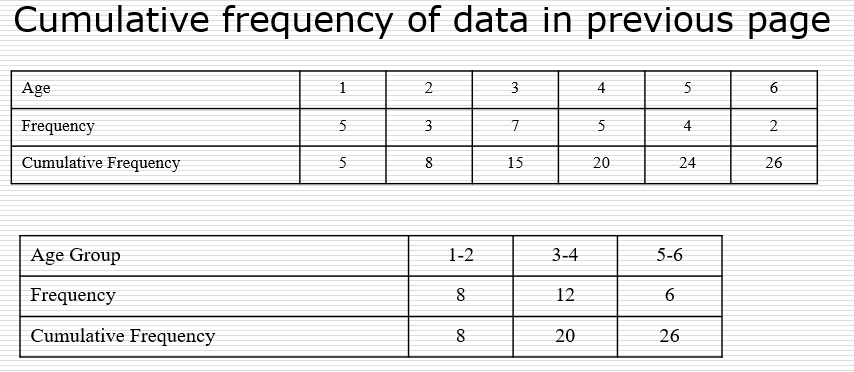 Cumulative frequency of data in previous page
Age 1 2 3 4 5 6
Frequency 5 3 7 5 4 2
Cumulative Frequency 5 8 15 20 24 26
Age Group 1-2 3-4 5-6
Frequency 8 12 6
Cumulative Frequency 8 20 26